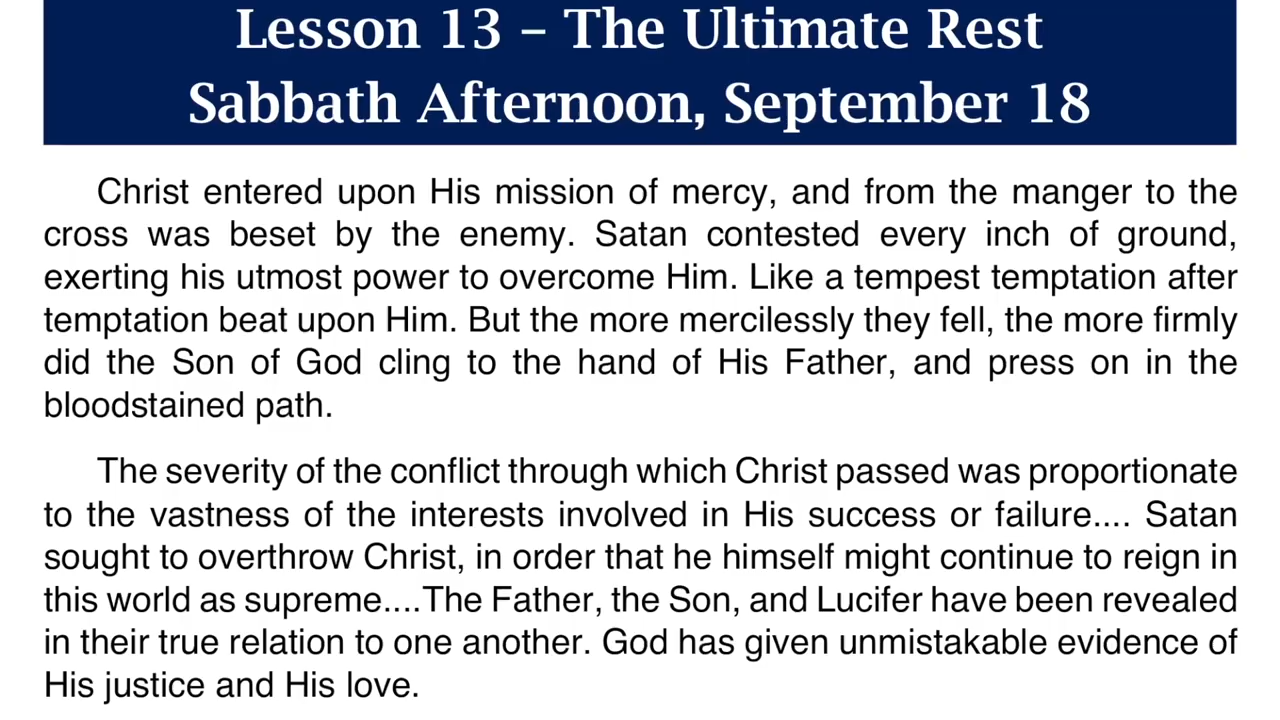 Lesson 13 – The Ultimate Rest
Sabbath Afternoon, September 18
Christ entered upon His mission of mercy, and from the manger to the
cross was beset by the enemy. Satan contested every inch of ground,
exerting his utmost power to overcome Him. Like a tempest temptation after
temptation beat upon Him. But the more mercilessly they fell, the more firmly
did the Son of God cling to the hand of His Father, and press on in the
bloodstained path.
The severity of the conflict through which Christ passed was proportionate
to the vastness of the interests involved in His success or failure.... Satan
sought to overthrow Christ, in order that he himself might continue to reign in
this world as supreme....The Father, the Son, and Lucifer have been revealed
in their true relation to one another. God has given unmistakable evidence of
His justice and His love.